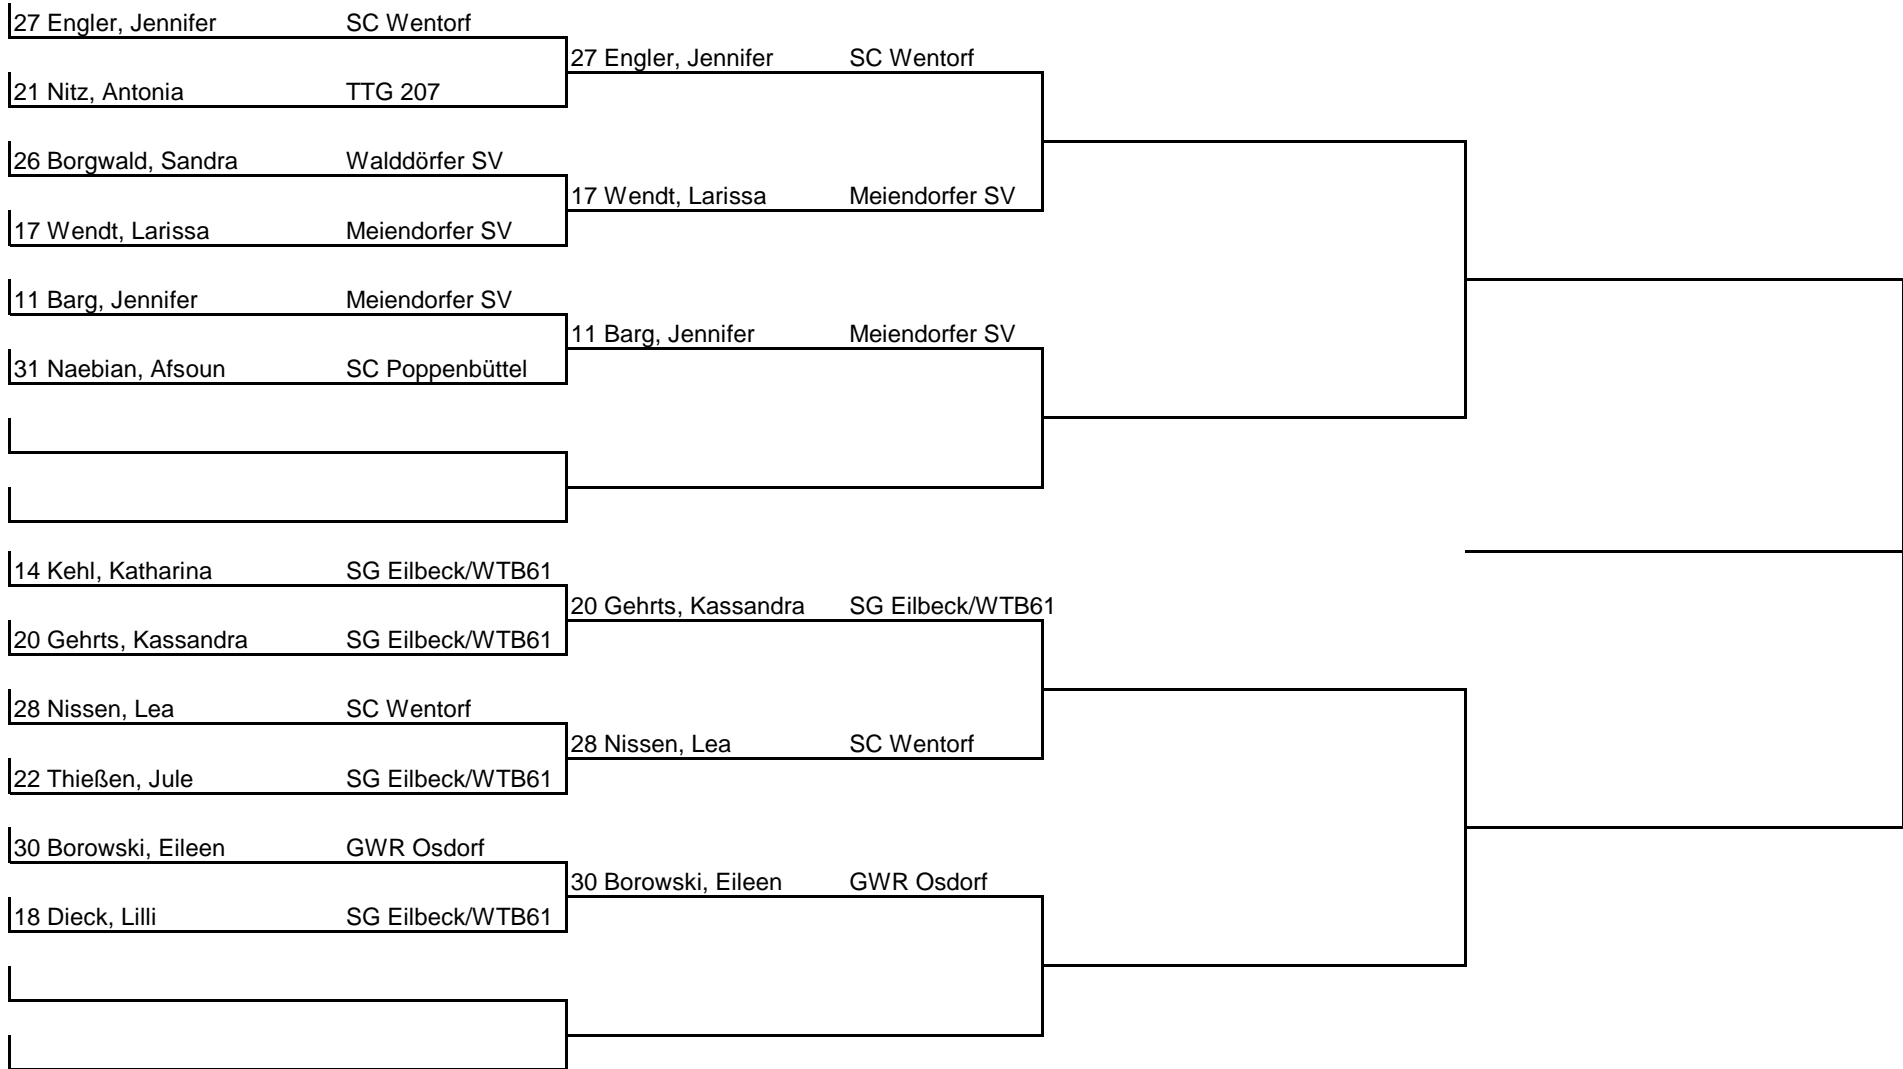 27 Engler, Jennifer SC Wentorf
27 Engler, Jennifer SC Wentorf
21 Nitz, Antonia TTG 207
26 Borgwald, Sandra Walddörfer SV
17 Wendt, Larissa Meiendorfer SV
17 Wendt, Larissa Meiendorfer SV
11 Barg, Jennifer Meiendorfer SV
11 Barg, Jennifer Meiendorfer SV
31 Naebian, Afsoun SC Poppenbüttel
14 Kehl, Katharina SG Eilbeck/WTB61
20 Gehrts, Kassandra SG Eilbeck/WTB61
20 Gehrts, Kassandra SG Eilbeck/WTB61
28 Nissen, Lea SC Wentorf
28 Nissen, Lea SC Wentorf
22 Thießen, Jule SG Eilbeck/WTB61
30 Borowski, Eileen GWR Osdorf
30 Borowski, Eileen GWR Osdorf
18 Dieck, Lilli SG Eilbeck/WTB61